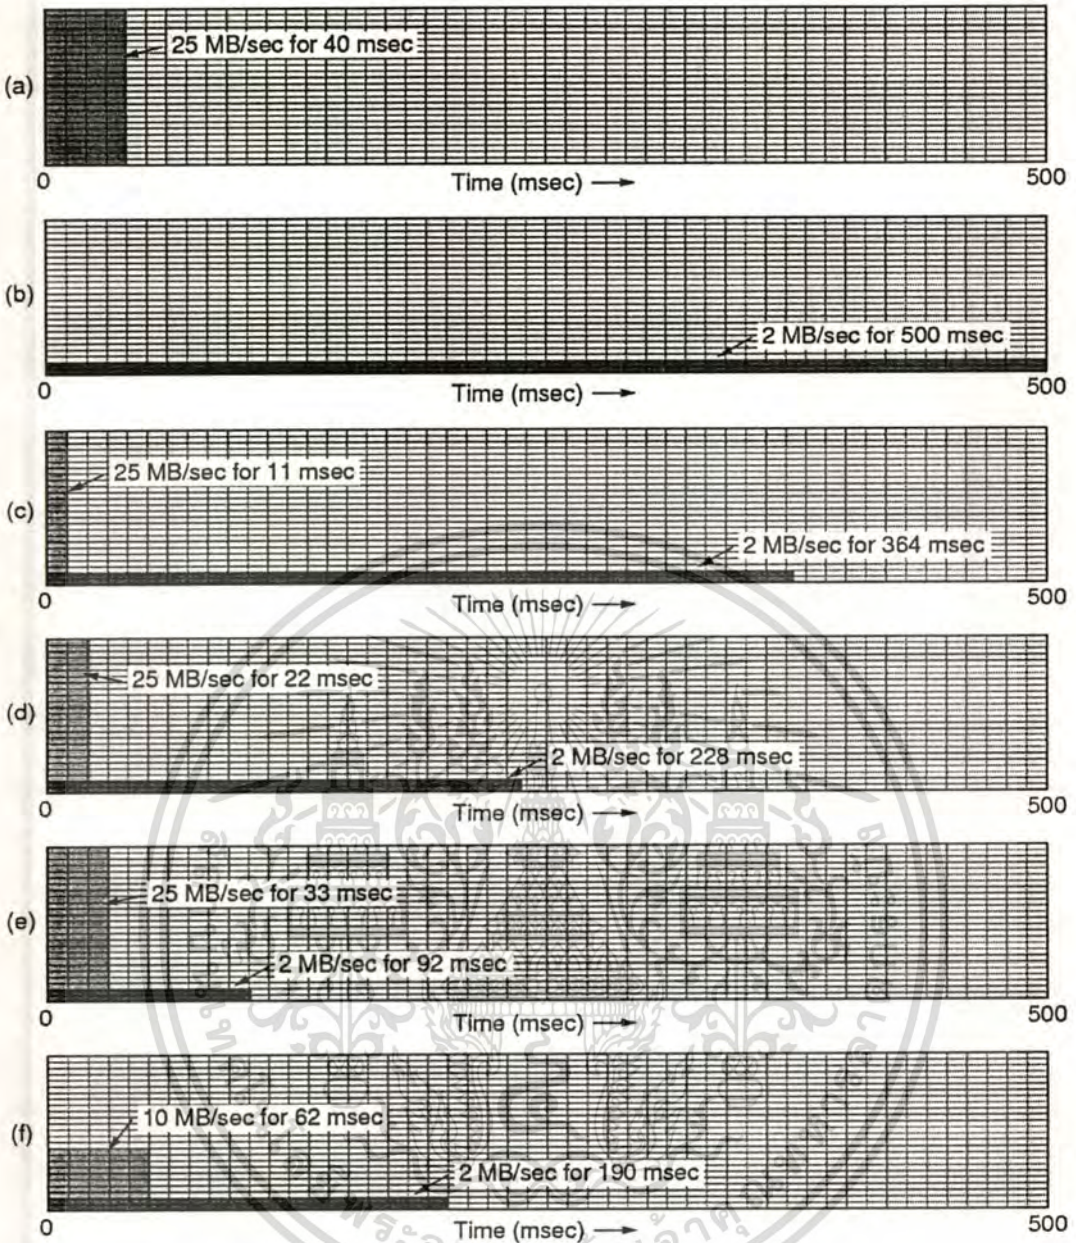 25 MB/sec for 40 msec
(a)
0 Time (msec) 500
(b)
2 MB/sec for 500 msec
0 Time (msec) 500
25 MB/sec for 11 msec
(c)
2 MB/sec for 364 msec
0 Time (msec) 500
25 MB/sec for 22 msec
(d)
2 MB/sec for 228 msec
0 Time (msec) 500
25 MB/sec for 33 msec
(e)
2 MB/sec for 92 msec
0 Time (msec) 500
10 MB/sec for 62 msec
(f)
2 MB/sec for 190 msec
0 Time (msec) 500